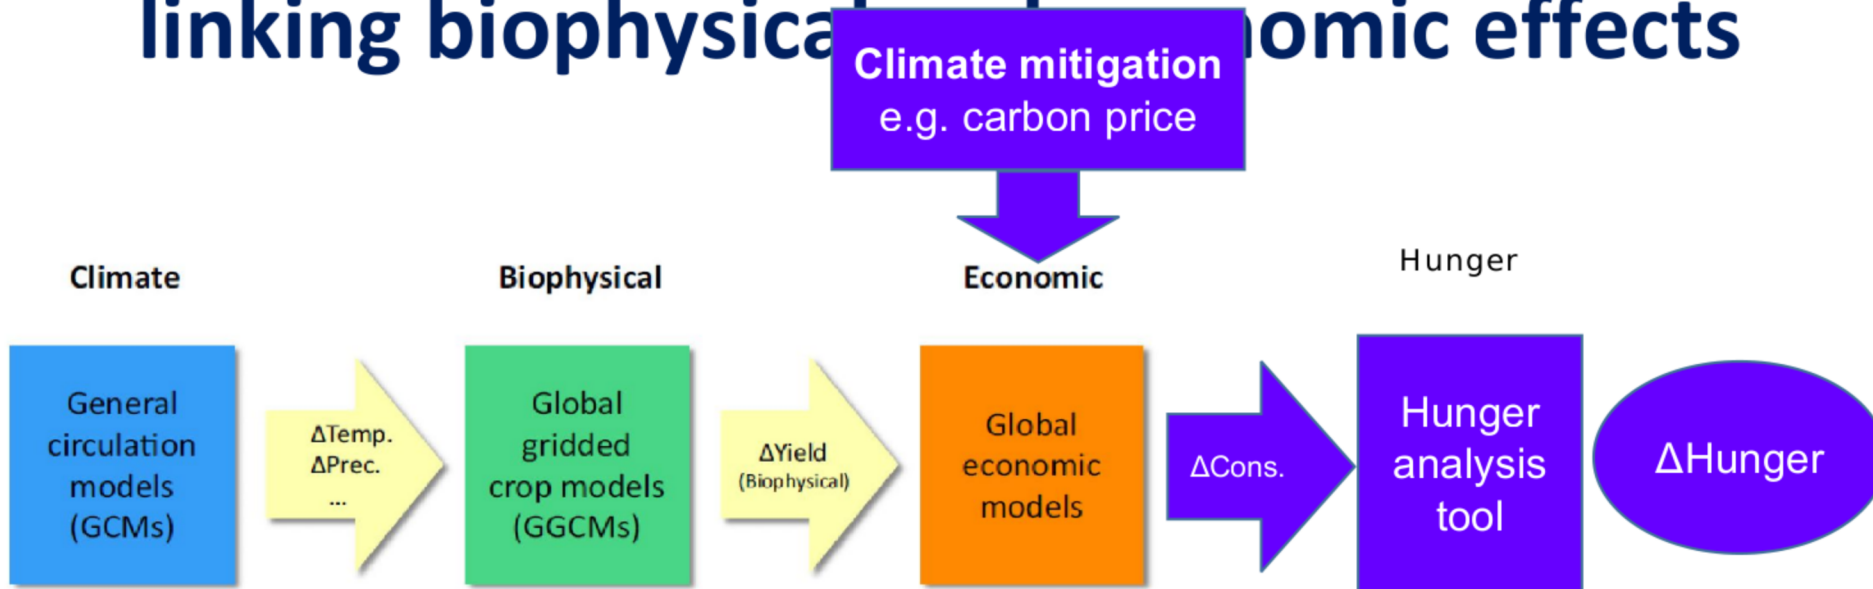 linking biophysica omic effects
Climate mitigation
e.g. carbon price
Climate
Biophysical
Economic
Hunger
General
circulation
models
(GCMs)
ΔTemp.
ΔPrec.
...
Global
gridded
crop models
(GGCMs)
ΔYield
(Biophysical)
Global
economic
models
ΔCons.
Hunger
analysis
tool
ΔHunger